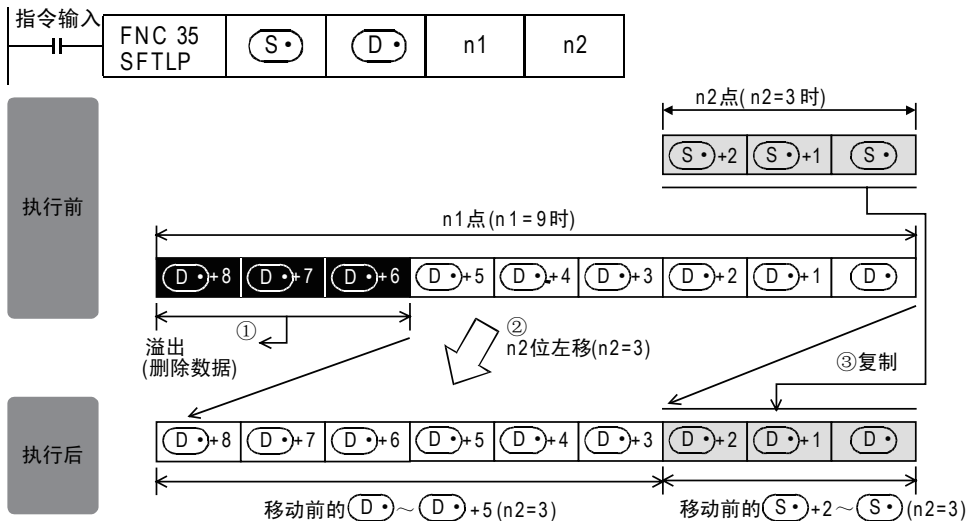 指令输入
FNC 35 SFTLP S• D• n1 n2
n2点(n2=3时)
S•+2 S•+1 S•
执行前
n1点(n1=9时)
D•+8 D•+7 D•+6 D•+5 D•+4 D•+3 D•+2 D•+1 D•
① ②
溢出
(删除数据)
n2位左移(n2=3)
③复制
执行后
D•+8 D•+7 D•+6 D•+5 D•+4 D•+3 D•+2 D•+1 D•
移动前的D•～D•+5(n2=3) 移动前的S•+2～S•(n2=3)